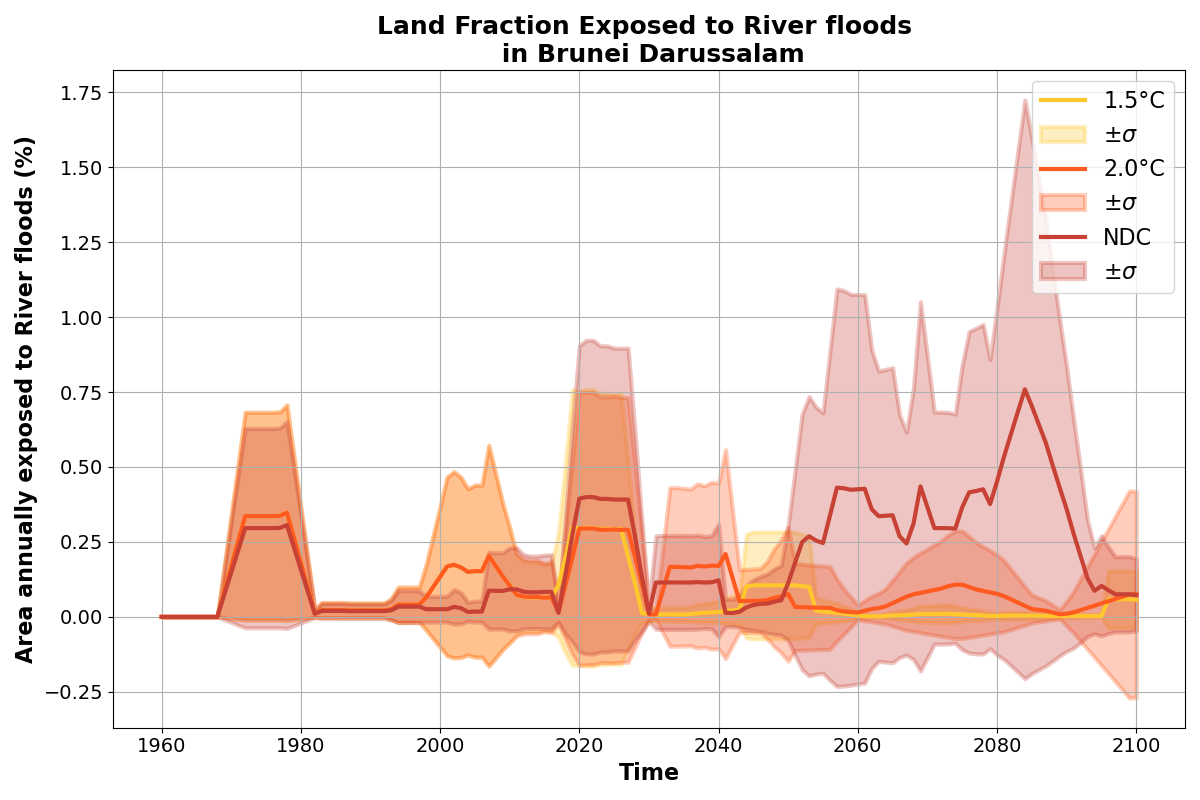 Land Fraction Exposed to River floods
in Brunei Darussalam
Area annually exposed to River floods (%)
1.75
1.50
1.25
1.00
0.75
0.50
0.25
0.00
−0.25
1.5°C
±σ
2.0°C
±σ
NDC
±σ
1960 1980 2000 2020 2040 2060 2080 2100
Time